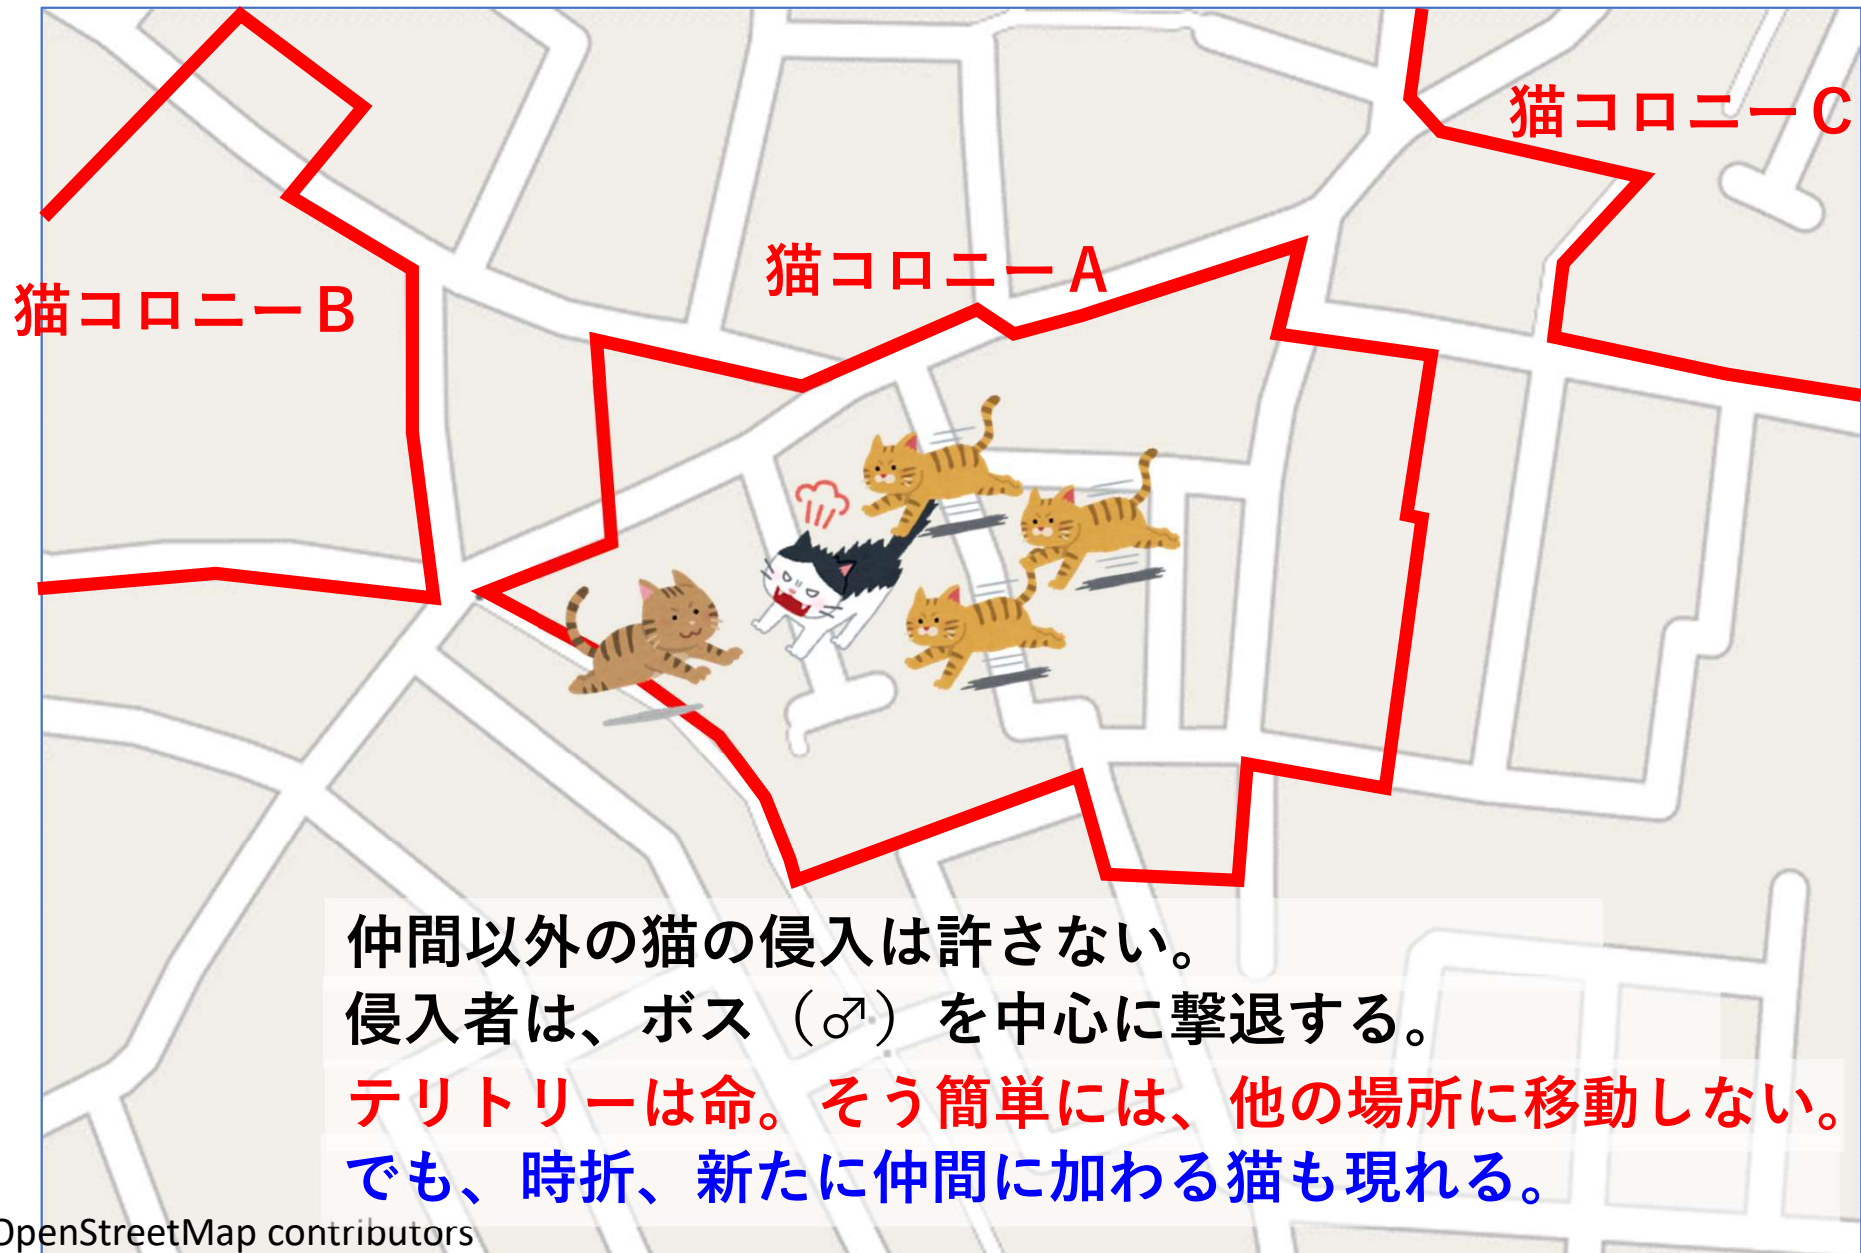 猫コロニーC
猫コロニーA
猫コロニーB
仲間以外の猫の侵入は許さない。
侵入者は、ボス（♂）を中心に撃退する。
テリトリーは命。そう簡単には、他の場所に移動しない。
でも、時折、新たに仲間に加わる猫も現れる。
OpenStreetMap contributors